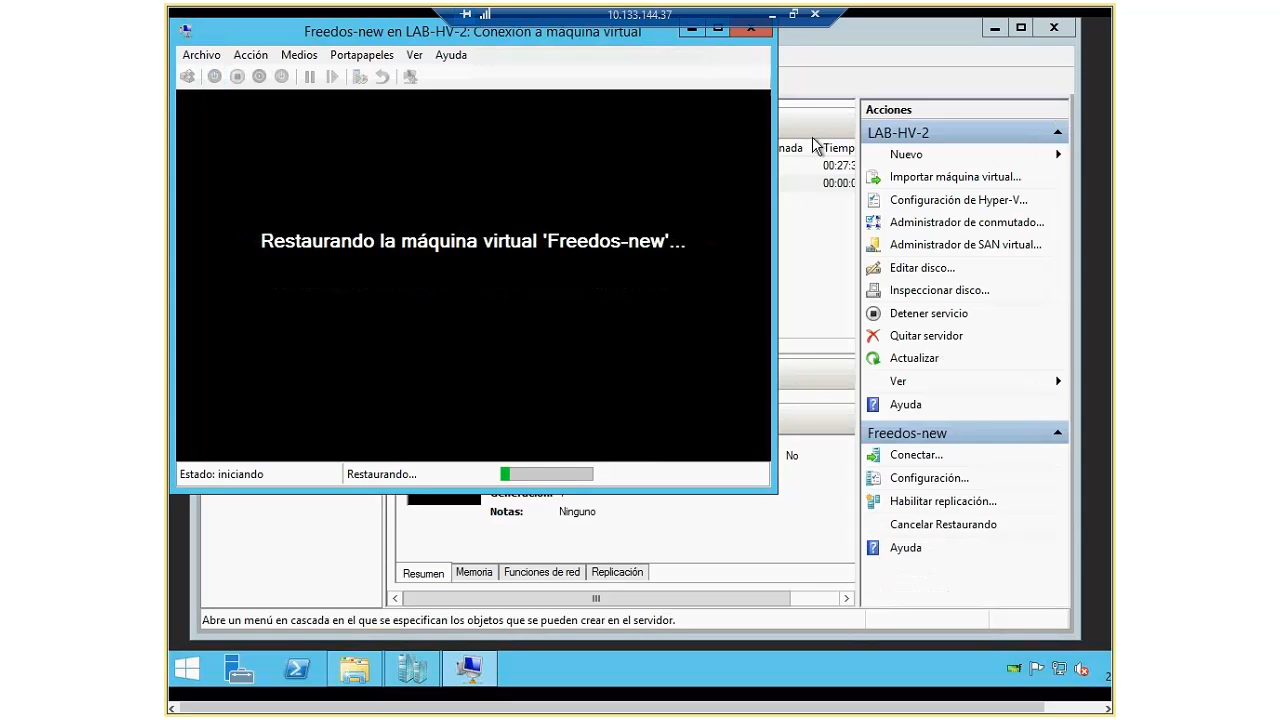 10.133.144.37
Freedos-new en LAB-HV-2: Conexión a máquina virtual
Archivo Acción Medios Portapapeles Ver Ayuda
Restaurando la máquina virtual 'Freedos-new'...
Estado: iniciando Restaurando...
nada Tiemp
00:27:3
00:00:0
No
Notas: Ninguno
Resumen Memoria Funciones de red Replicación
Abre un menú en cascada en el que se especifican los objetos que se pueden crear en el servidor.
Acciones
LAB-HV-2
Nuevo
Importar máquina virtual...
Configuración de Hyper-V...
Administrador de conmutado...
Administrador de SAN virtual...
Editar disco...
Inspeccionar disco...
Detener servicio
Quitar servidor
Actualizar
Ver
Ayuda
Freedos-new
Conectar...
Configuración...
Habilitar replicación...
Cancelar Restaurando
Ayuda
2